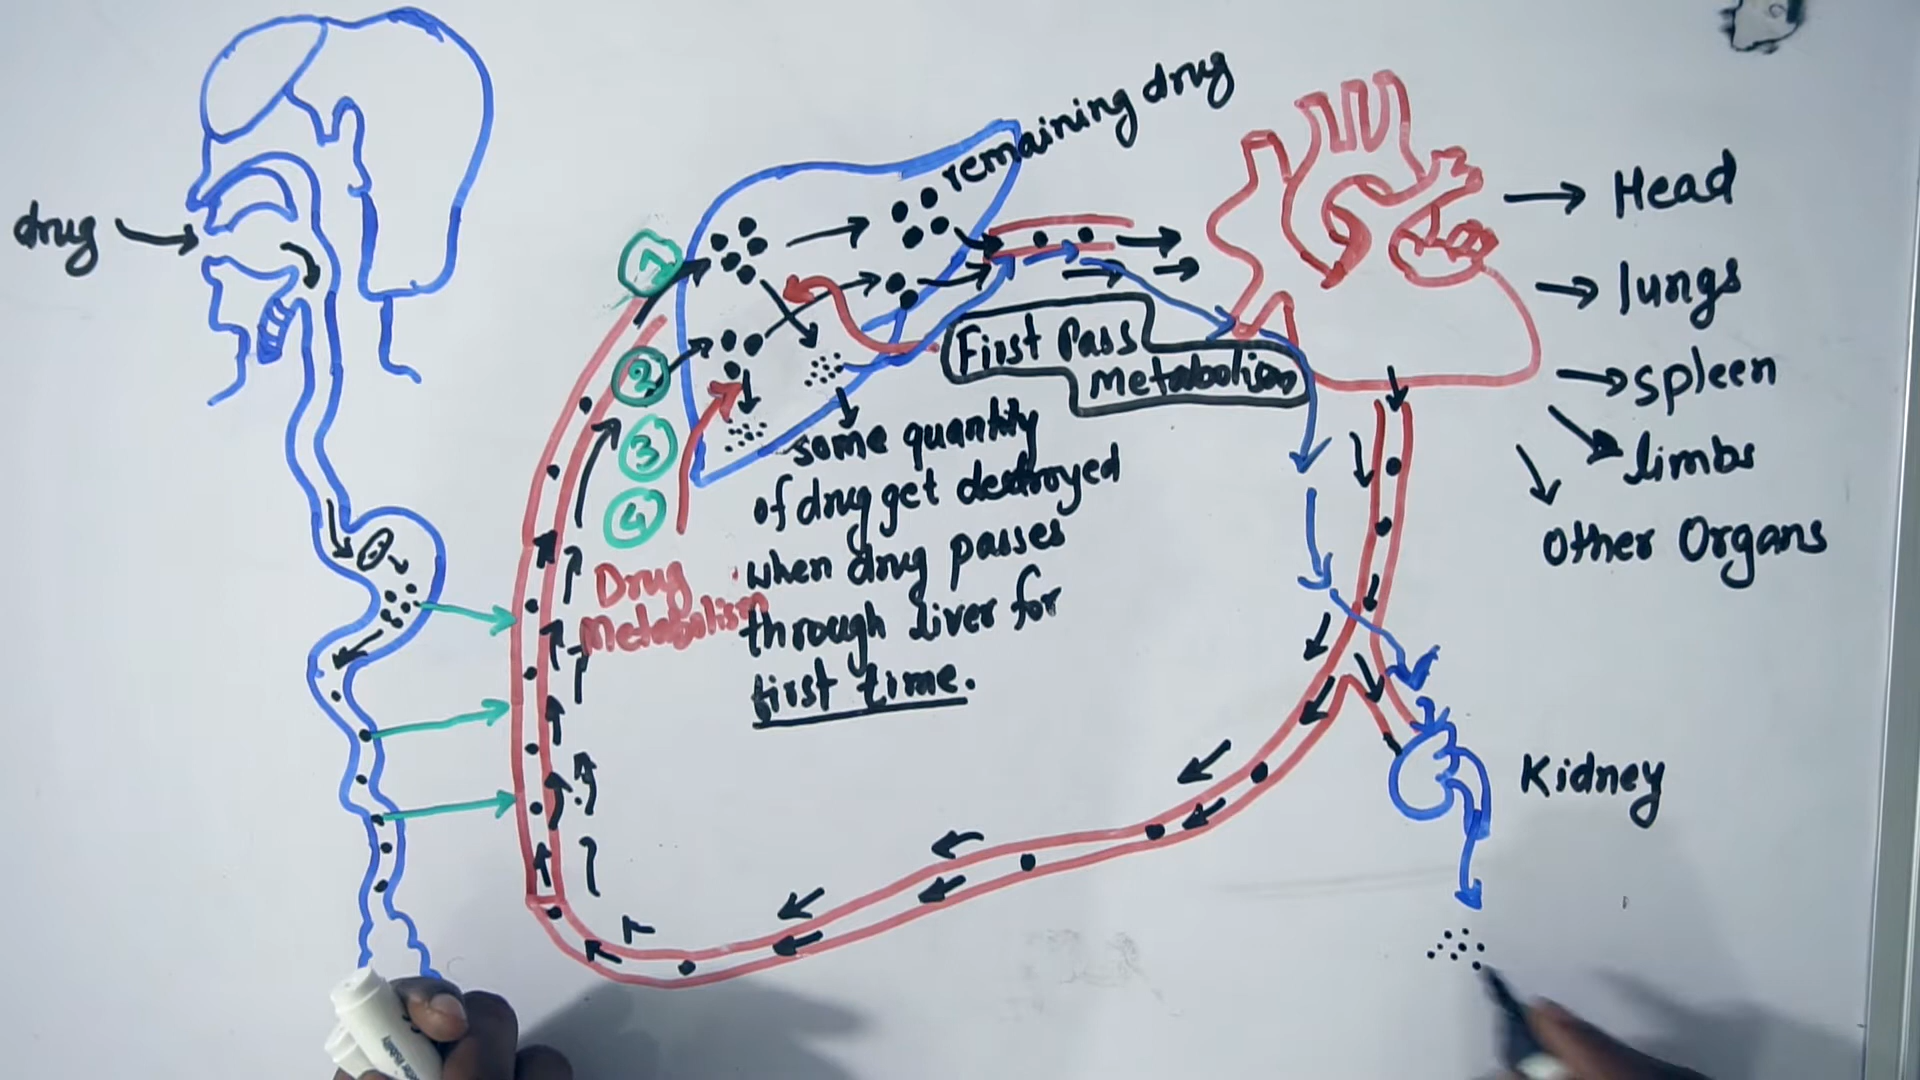 drug
remaining drug
1
2
3
4
First Pass
Metabolism
some quantity
of drug get destroyed
when drug passes
through liver for
first time.
Drug
Metabolism
Head
lungs
spleen
limbs
Other Organs
Kidney